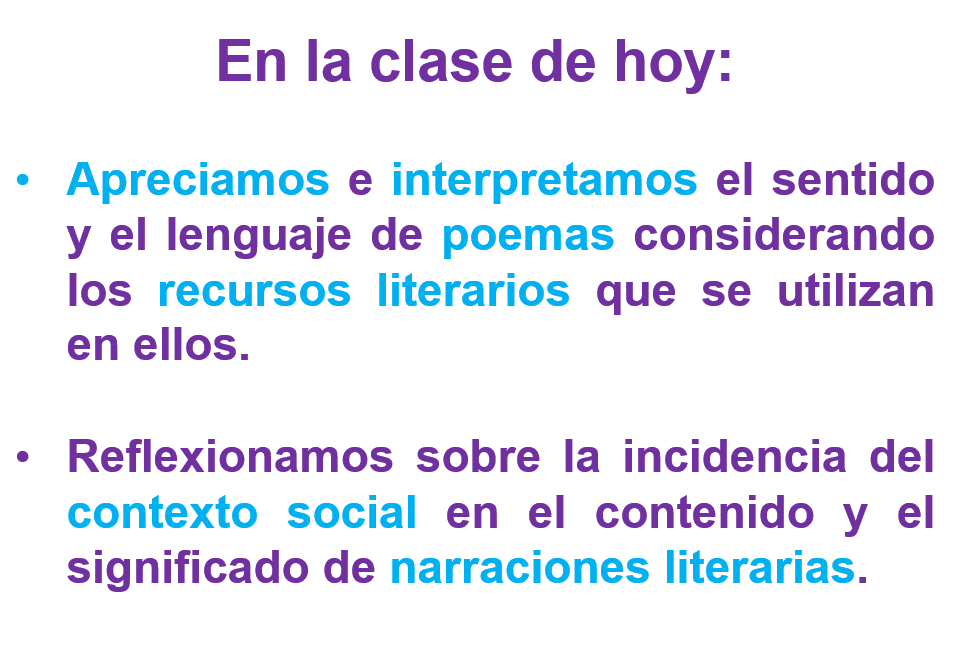 En la clase de hoy:
• Apreciamos e interpretamos el sentido
y el lenguaje de poemas considerando
los recursos literarios que se utilizan
en ellos.
• Reflexionamos sobre la incidencia del
contexto social en el contenido y el
significado de narraciones literarias.